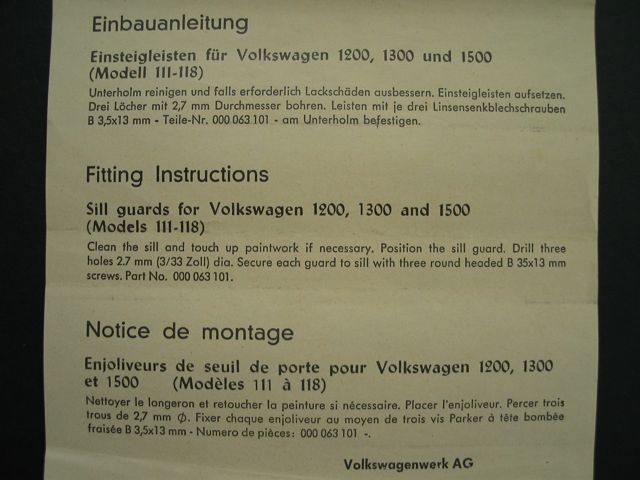 Einbauanleitung
Einsteigleisten für Volkswagen 1200, 1300 und 1500
(Modell 111-118)
Unterholm reinigen und falls erforderlich Lackschäden ausbessern. Einsteigleisten aufsetzen.
Drei Löcher mit 2,7 mm Durchmesser bohren. Leisten mit je drei Linsensenkblechschrauben
B 3,5x13 mm - Teile-Nr. 000 063 101 - am Unterholm befestigen.
Fitting Instructions
Sill guards for Volkswagen 1200, 1300 and 1500
(Models 111-118)
Clean the sill and touch up paintwork if necessary. Position the sill guard. Drill three
holes 2.7 mm (3/33 Zoll) dia. Secure each guard to sill with three round headed B 35x13 mm
screws. Part No. 000 063 101.
Notice de montage
Enjoliveurs de seuil de porte pour Volkswagen 1200, 1300
et 1500 (Modèles 111 à 118)
Nettoyer le longeron et retoucher la peinture si nécessaire. Placer l'enjoliveur. Percer trois
trous de 2,7 mm Ø. Fixer chaque enjoliveur au moyen de trois vis Parker à tête bombée
fraisée B 3,5x13 mm - Numero de pièces: 000 063 101 -.
Volkswagenwerk AG